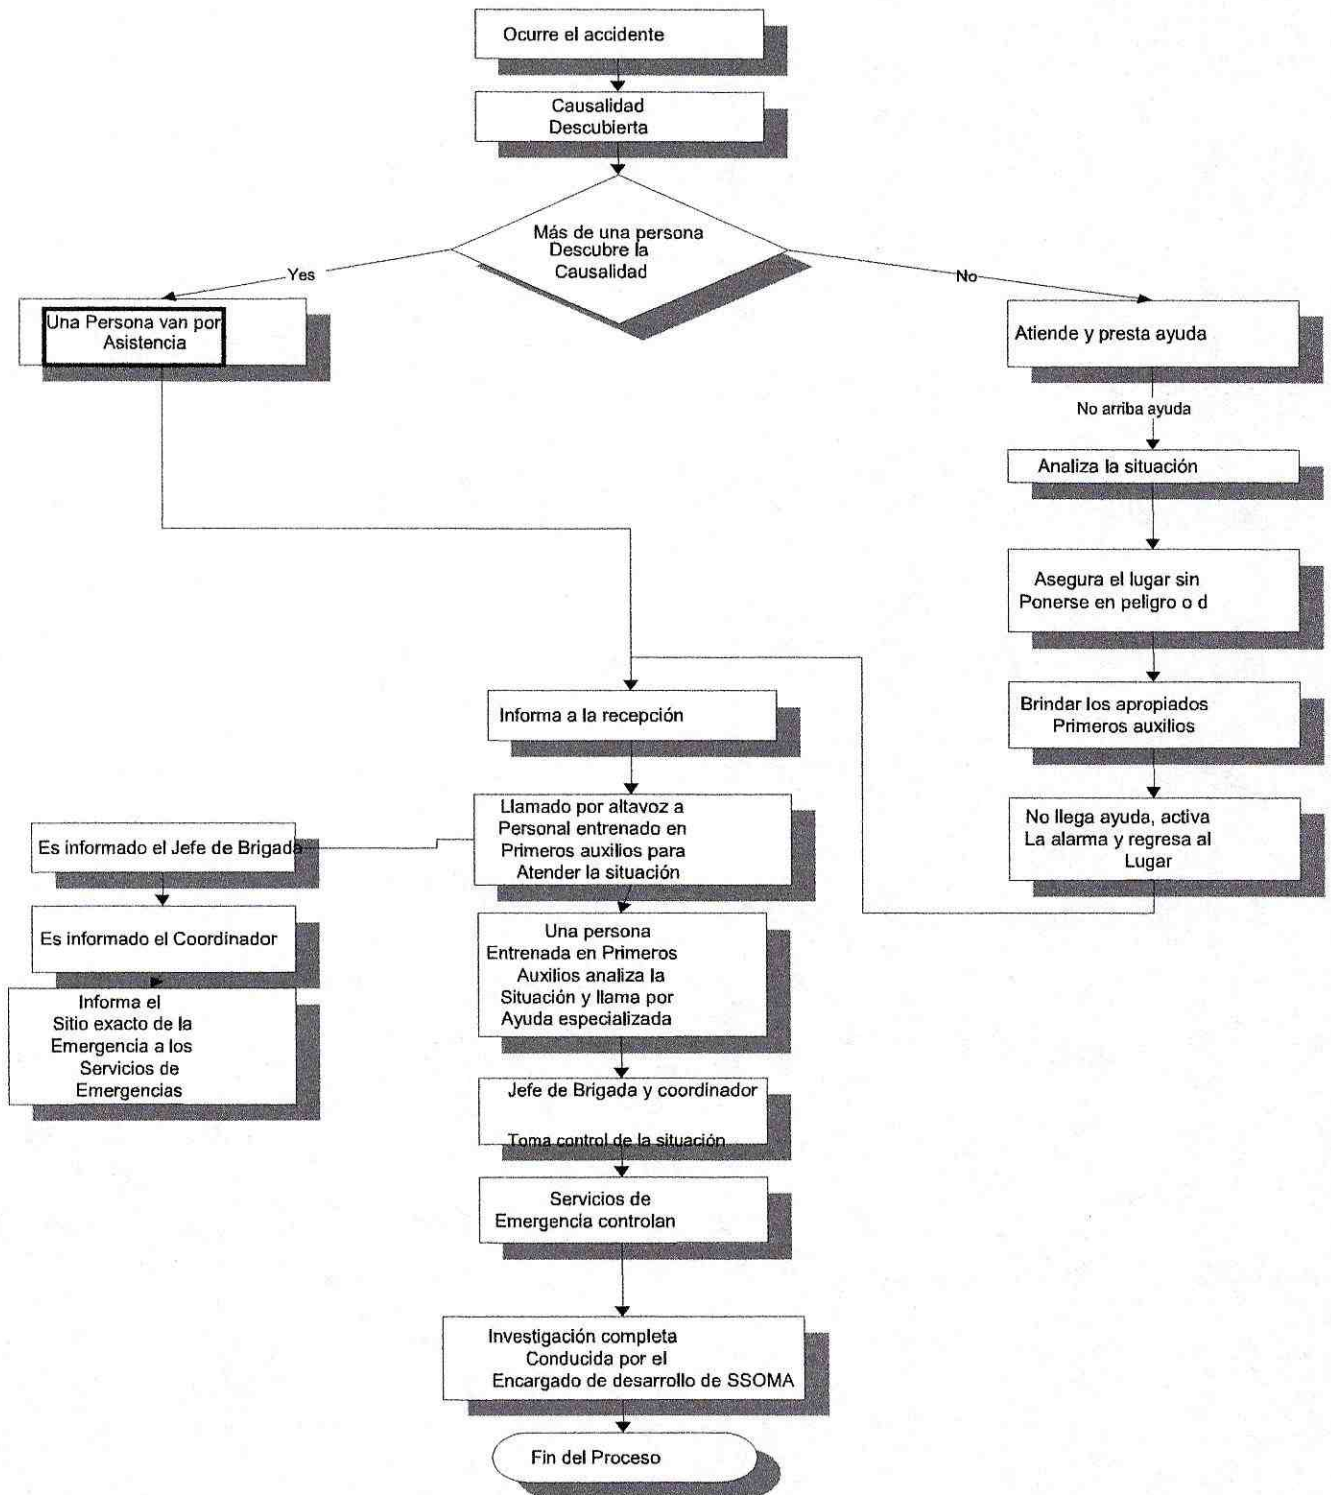 Ocurre el accidente
Causalidad
Descubierta
Más de una persona
Descubre la
Causalidad
Yes
No
Una Persona van por
Asistencia
Atiende y presta ayuda
No arriba ayuda
Analiza la situación
Asegura el lugar sin
Ponerse en peligro o d
Brindar los apropiados
Primeros auxilios
No llega ayuda, activa
La alarma y regresa al
Lugar
Informa a la recepción
Llamado por altavoz a
Personal entrenado en
Primeros auxilios para
Atender la situación
Es informado el Jefe de Brigada
Es informado el Coordinador
Informa el
Sitio exacto de la
Emergencia a los
Servicios de
Emergencias
Una persona
Entrenada en Primeros
Auxilios analiza la
Situación y llama por
Ayuda especializada
Jefe de Brigada y coordinador
Toma control de la situación
Servicios de
Emergencia controlan
Investigación completa
Conducida por el
Encargado de desarrollo de SSOMA
Fin del Proceso